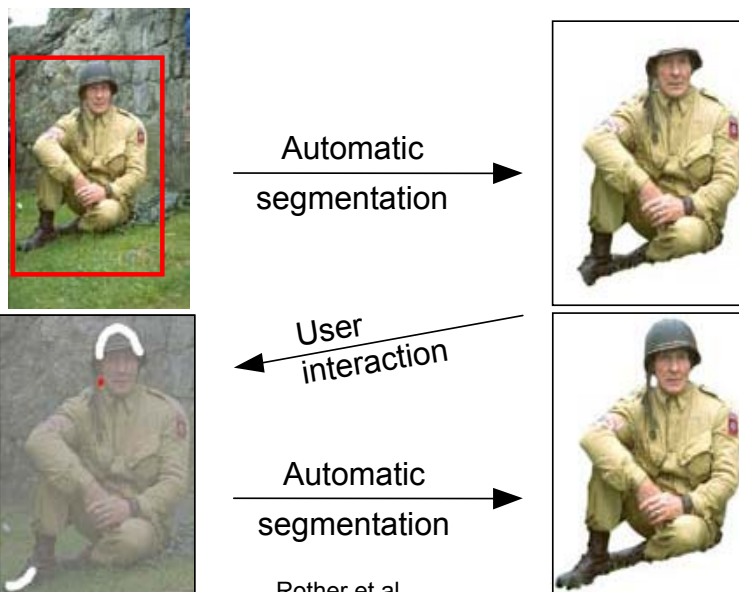 Automatic
segmentation
User
interaction
Automatic
segmentation
Rother et al